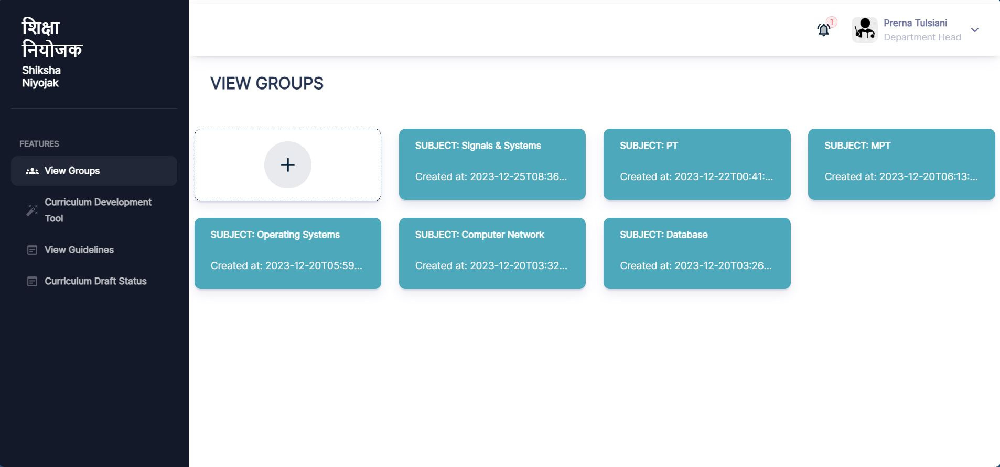 शिक्षा
नियोजक
Shiksha
Niyojak
FEATURES
View Groups
Curriculum Development
Tool
View Guidelines
Curriculum Draft Status
1
Prerna Tulsiani
Department Head
VIEW GROUPS
+
SUBJECT: Signals & Systems
Created at: 2023-12-25T08:36...
SUBJECT: PT
Created at: 2023-12-22T00:41:...
SUBJECT: MPT
Created at: 2023-12-20T06:13:...
SUBJECT: Operating Systems
Created at: 2023-12-20T05:59...
SUBJECT: Computer Network
Created at: 2023-12-20T03:32...
SUBJECT: Database
Created at: 2023-12-20T03:26...